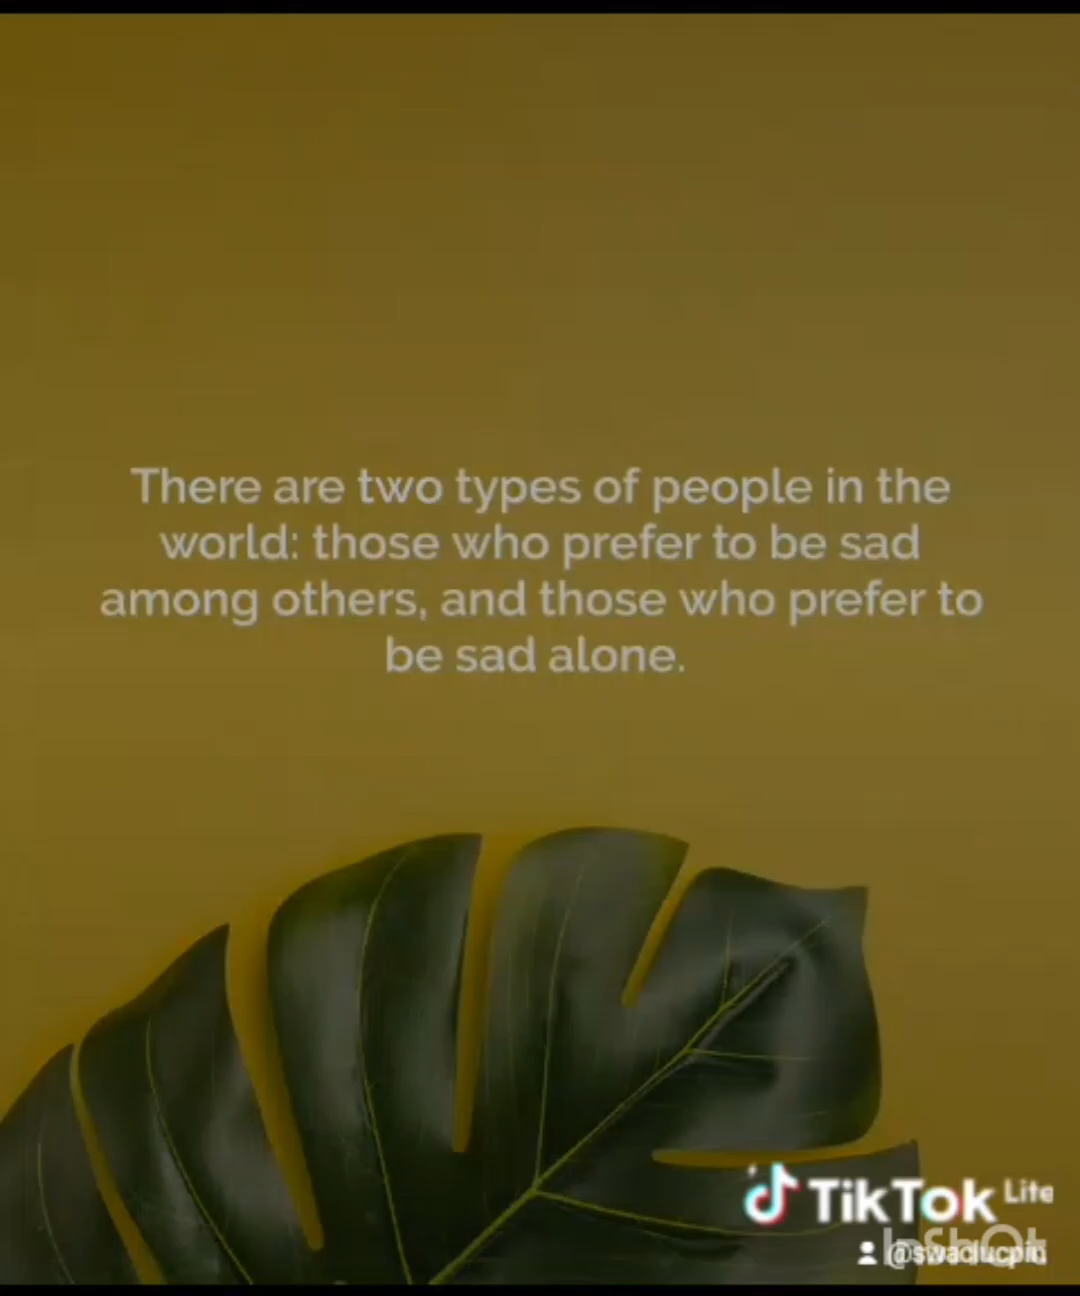 There are two types of people in the
world: those who prefer to be sad
among others, and those who prefer to
be sad alone.
TikTok Lite
InShOt